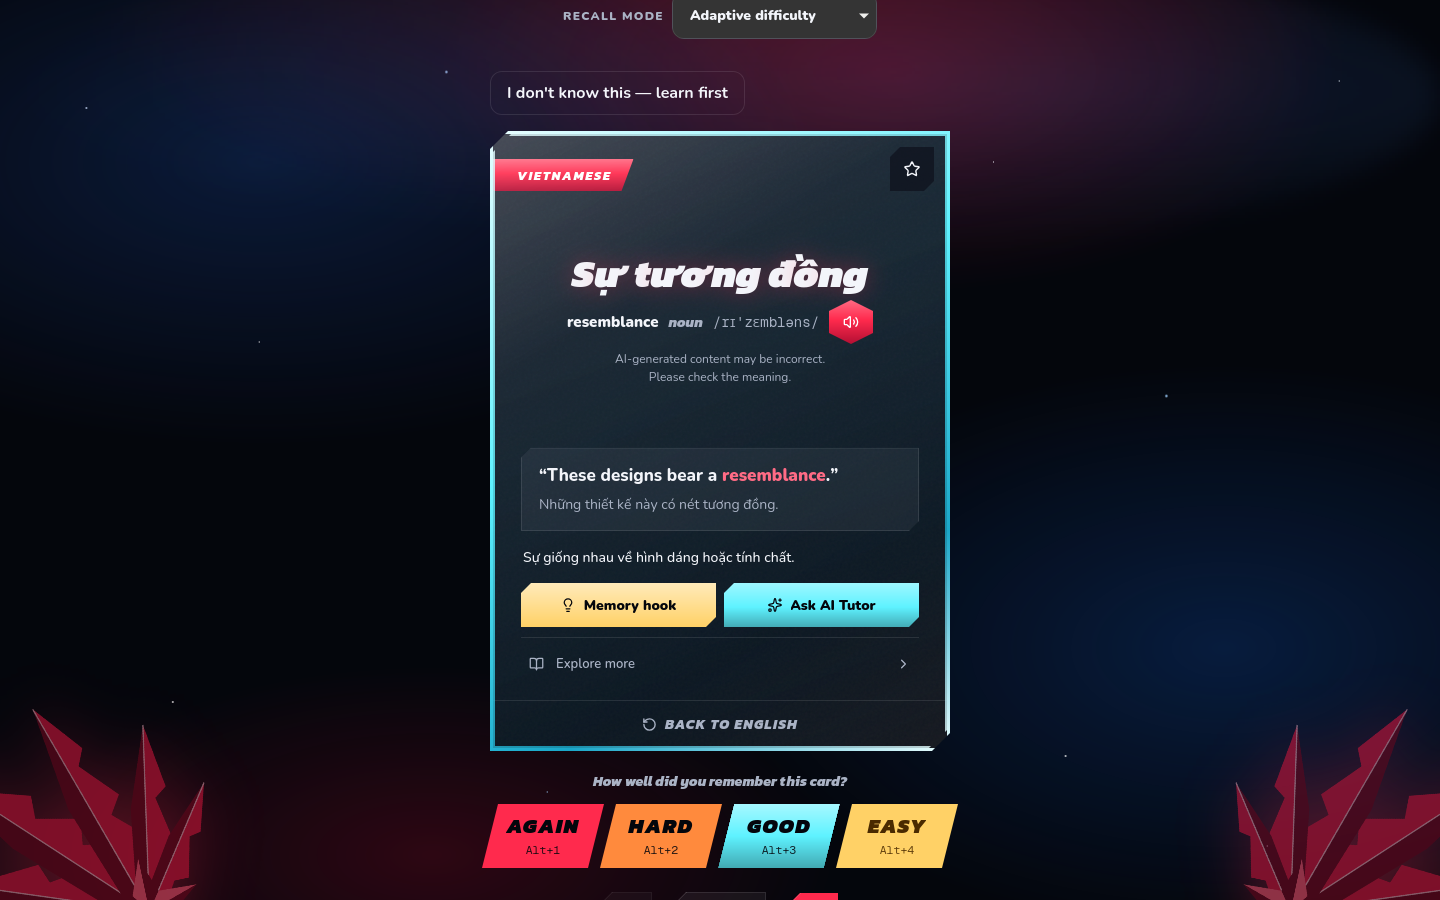 RECALL MODE Adaptive difficulty
I don't know this — learn first
VIETNAMESE
Sự tương đồng
resemblance noun /rɪˈzɛmbləns/
AI-generated content may be incorrect.
Please check the meaning.
“These designs bear a resemblance.”
Những thiết kế này có nét tương đồng.
Sự giống nhau về hình dáng hoặc tính chất.
Memory hook Ask AI Tutor
Explore more
BACK TO ENGLISH
How well did you remember this card?
AGAIN HARD GOOD EASY
Alt+1 Alt+2 Alt+3 Alt+4